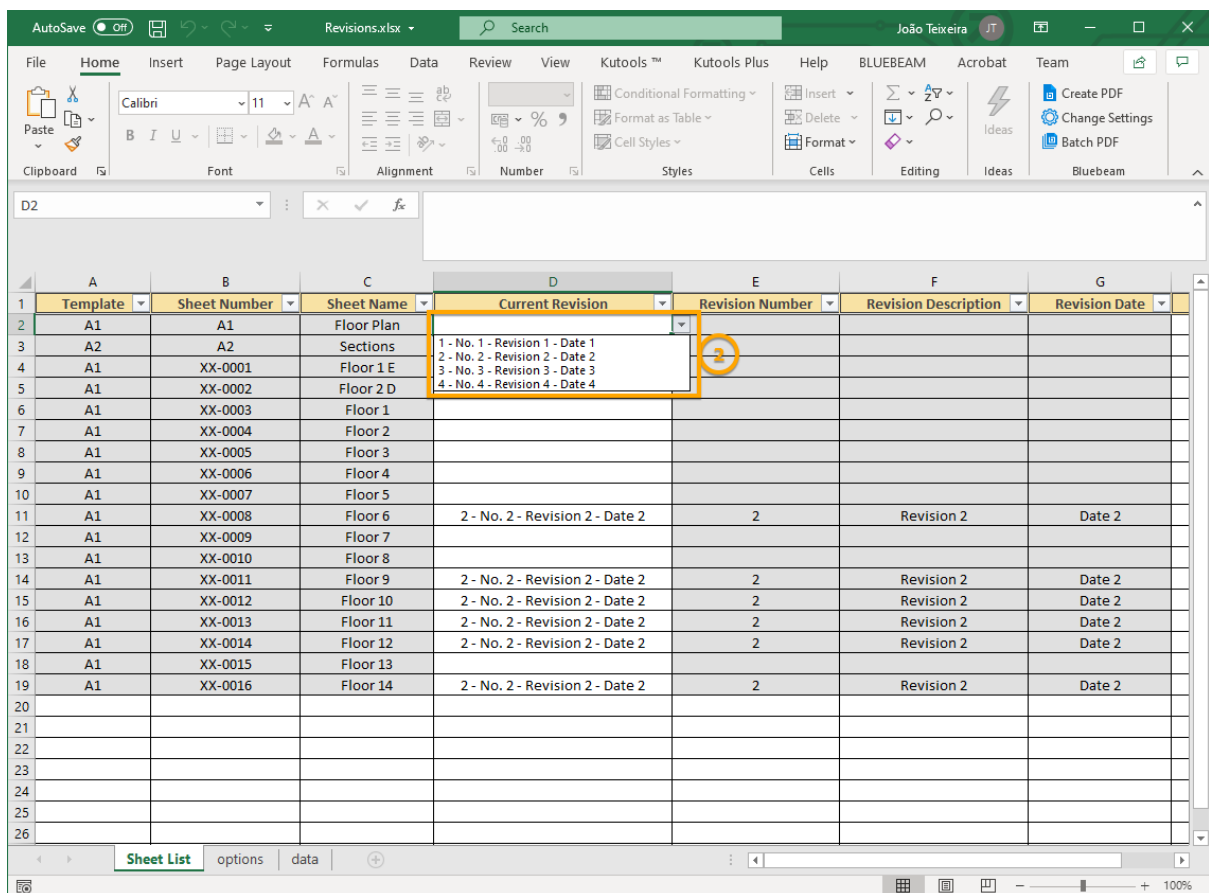 AutoSave Off Revisions.xlsx Search João Teixeira JT
File Home Insert Page Layout Formulas Data Review View Kutools ™ Kutools Plus Help BLUEBEAM Acrobat Team
Calibri 11 A^ A˅ ab c Conditional Formatting Insert Σ A Z Create PDF
Paste % 9 Format as Table Delete Ideas Change Settings
B I U A .00 .0 Cell Styles Format Batch PDF
Clipboard Font Alignment Number Styles Cells Editing Ideas Bluebeam
D2 fx
A B C D E F G
1 Template Sheet Number Sheet Name Current Revision Revision Number Revision Description Revision Date
2 A1 A1 Floor Plan
3 A2 A2 Sections 1 - No. 1 - Revision 1 - Date 1
2 - No. 2 - Revision 2 - Date 2 2
4 A1 XX-0001 Floor 1 E 3 - No. 3 - Revision 3 - Date 3
5 A1 XX-0002 Floor 2 D 4 - No. 4 - Revision 4 - Date 4
6 A1 XX-0003 Floor 1
7 A1 XX-0004 Floor 2
8 A1 XX-0005 Floor 3
9 A1 XX-0006 Floor 4
10 A1 XX-0007 Floor 5
11 A1 XX-0008 Floor 6 2 - No. 2 - Revision 2 - Date 2 2 Revision 2 Date 2
12 A1 XX-0009 Floor 7
13 A1 XX-0010 Floor 8
14 A1 XX-0011 Floor 9 2 - No. 2 - Revision 2 - Date 2 2 Revision 2 Date 2
15 A1 XX-0012 Floor 10 2 - No. 2 - Revision 2 - Date 2 2 Revision 2 Date 2
16 A1 XX-0013 Floor 11 2 - No. 2 - Revision 2 - Date 2 2 Revision 2 Date 2
17 A1 XX-0014 Floor 12 2 - No. 2 - Revision 2 - Date 2 2 Revision 2 Date 2
18 A1 XX-0015 Floor 13
19 A1 XX-0016 Floor 14 2 - No. 2 - Revision 2 - Date 2 2 Revision 2 Date 2
20
21
22
23
24
25
26
Sheet List options data
100%